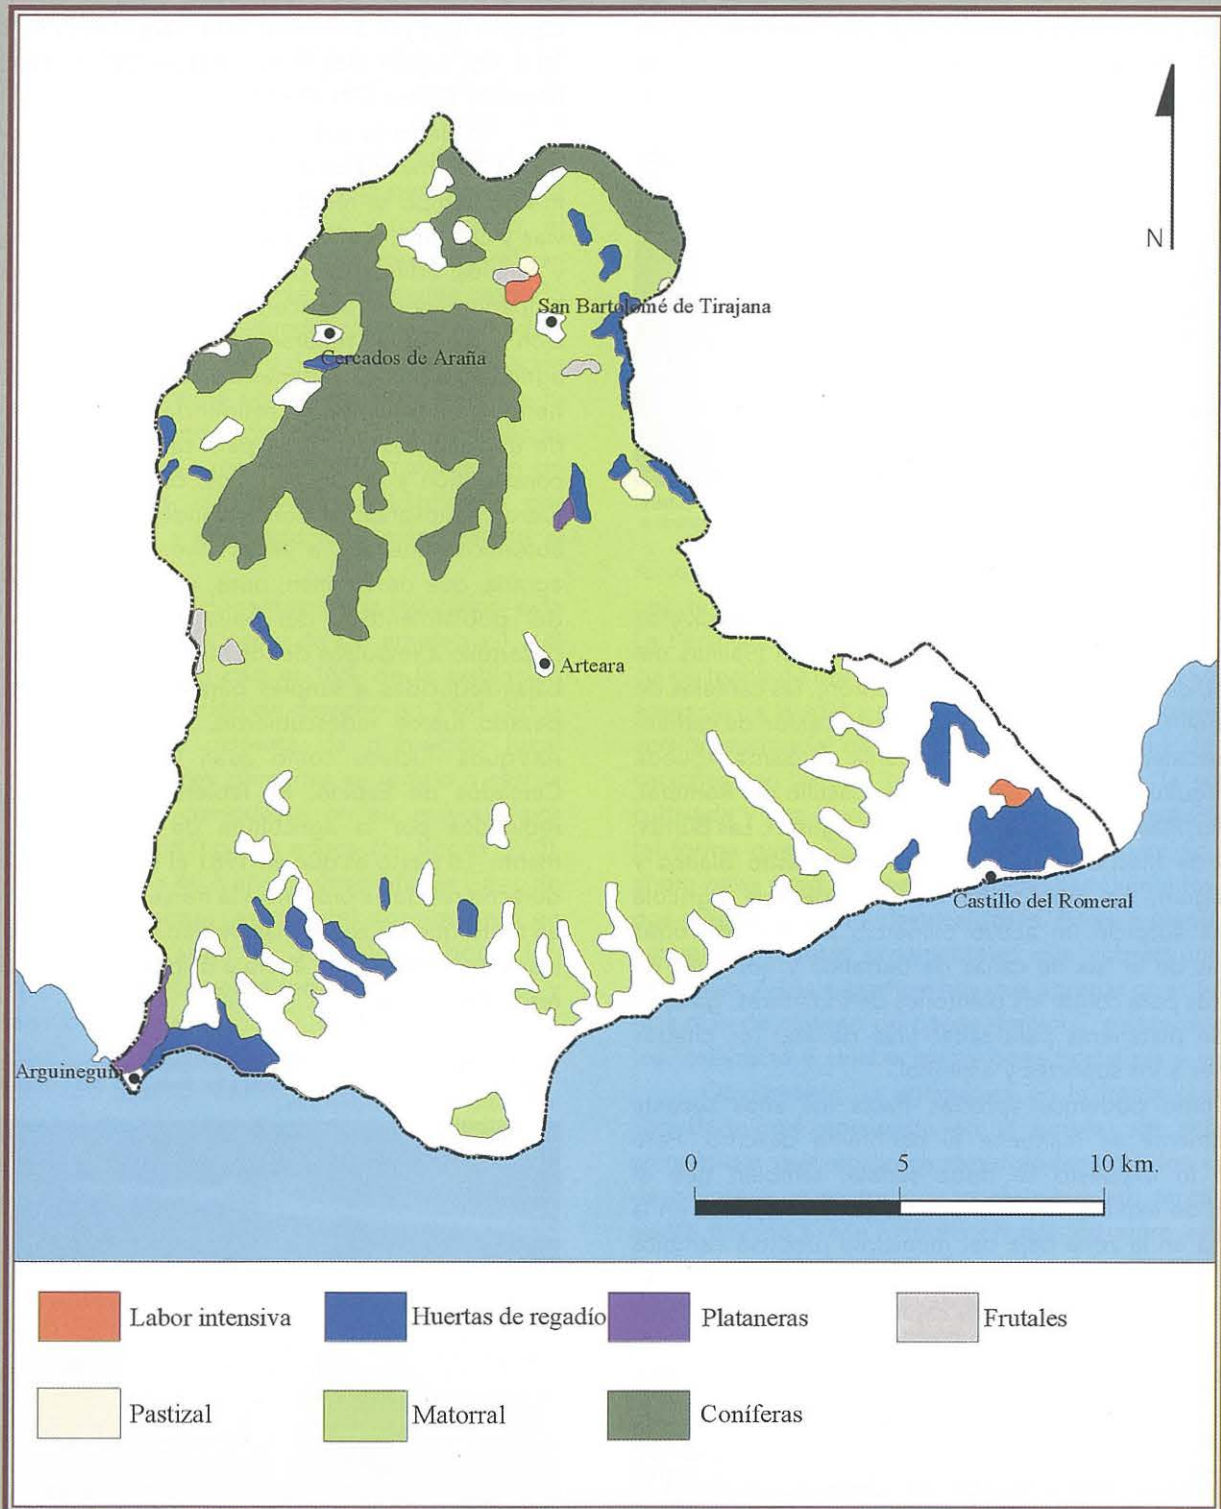 N
San Bartolomé de Tirajana
Cercados de Araña
Arteara
Castillo del Romeral
Arguineguín
0 5 10 km.
Labor intensiva Huertas de regadío Plataneras Frutales
Pastizal Matorral Coníferas